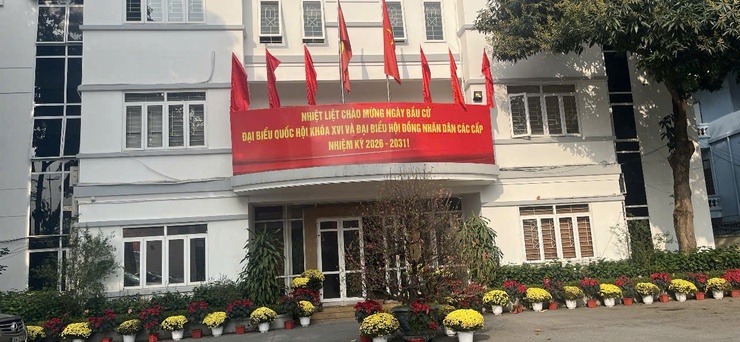 NHIỆT LIỆT CHÀO MỪNG NGÀY BẦU CỬ
ĐẠI BIỂU QUỐC HỘI KHÓA XVI VÀ ĐẠI BIỂU HỘI ĐỒNG NHÂN DÂN CÁC CẤP
NHIỆM KỲ 2026 - 2031!